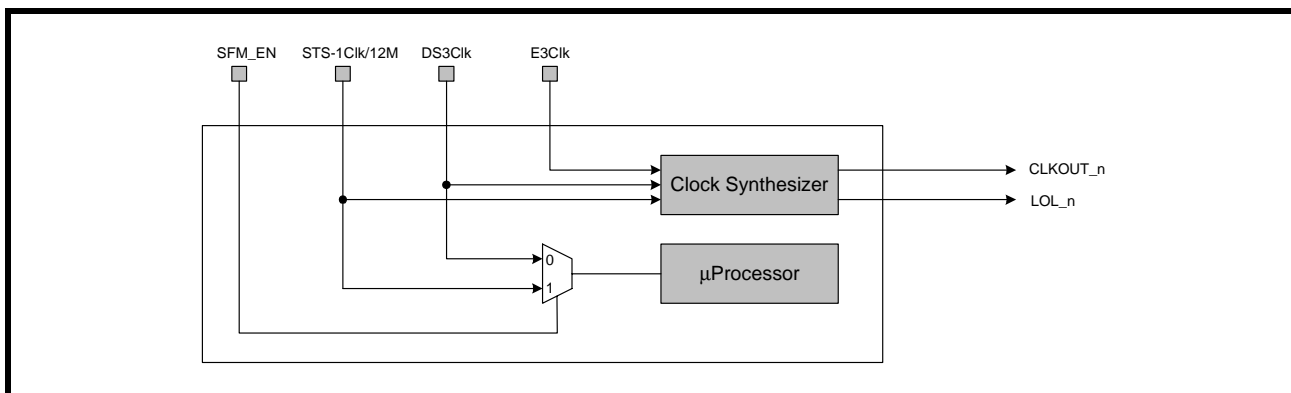 SFM_EN STS-1Clk/12M DS3Clk E3Clk
Clock Synthesizer
CLKOUT_n
LOL_n
0
1
μProcessor